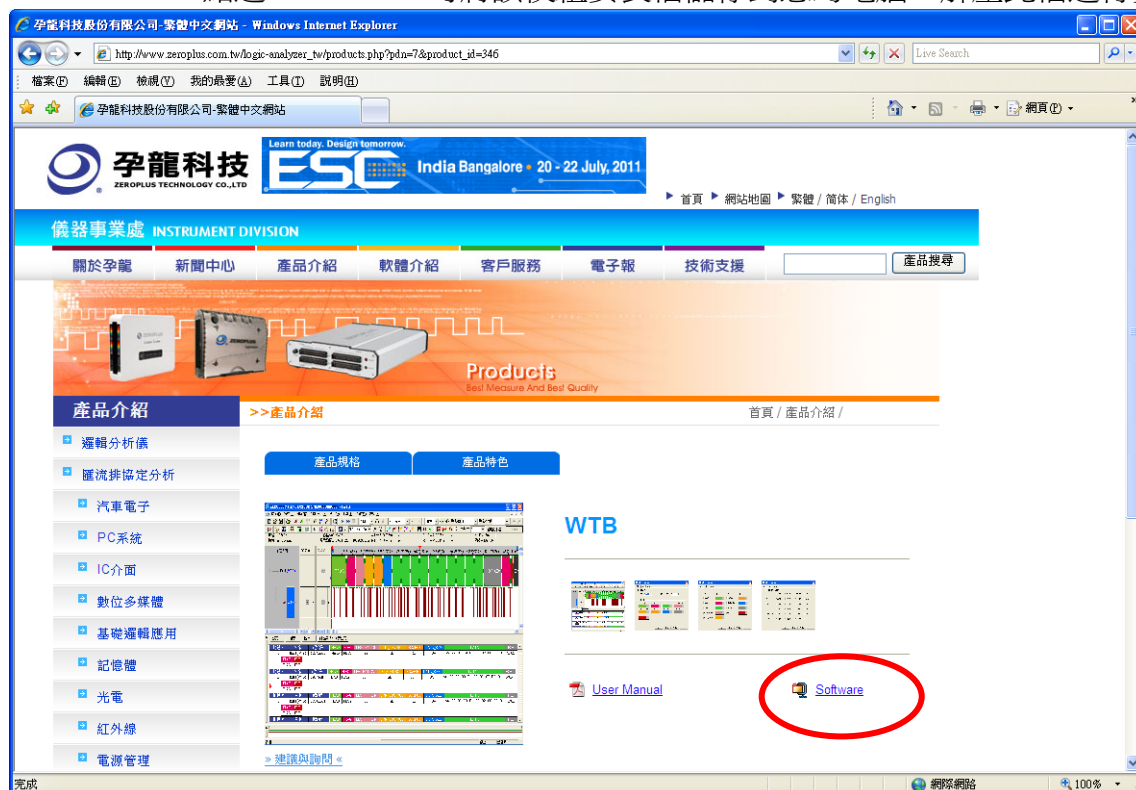 孕龍科技股份有限公司-繁體中文網站 - Windows Internet Explorer
http://www.zeroplus.com.tw/logic-analyzer_tw/products.php?pdn=7&product_id=346
Live Search
檔案(F) 編輯(E) 檢視(V) 我的最愛(A) 工具(T) 說明(H)
孕龍科技股份有限公司-繁體中文網站
網頁(P)
孕龍科技
ZEROPLUS TECHNOLOGY CO.,LTD
Learn today. Design tomorrow.
ESC India Bangalore • 20 - 22 July, 2011
首頁 網站地圖 繁體 / 简体 / English
儀器事業處 INSTRUMENT DIVISION
關於孕龍 新聞中心 產品介紹 軟體介紹 客戶服務 電子報 技術支援 產品搜尋
Products
Best Measure And Best Quality
產品介紹
>>產品介紹
首頁 / 產品介紹 /
邏輯分析儀
匯流排協定分析
汽車電子
PC系統
IC介面
數位多媒體
基礎邏輯應用
記憶體
光電
紅外線
電源管理
產品規格 產品特色
WTB
User Manual Software
» 建議與詢問 «
完成
網際網路
100%